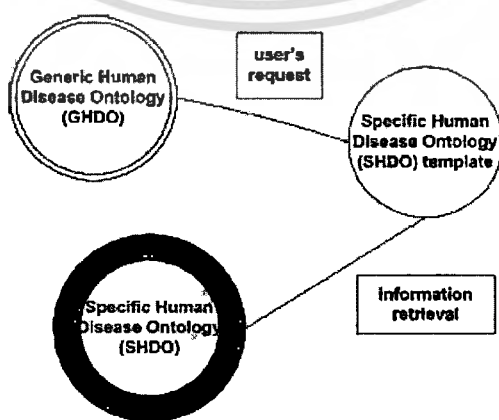 Generic Human
Disease Ontology
(GHDO)
user's
request
Specific Human
Disease Ontology
(SHDO) template
Information
retrieval
Specific Human
Disease Ontology
(SHDO)